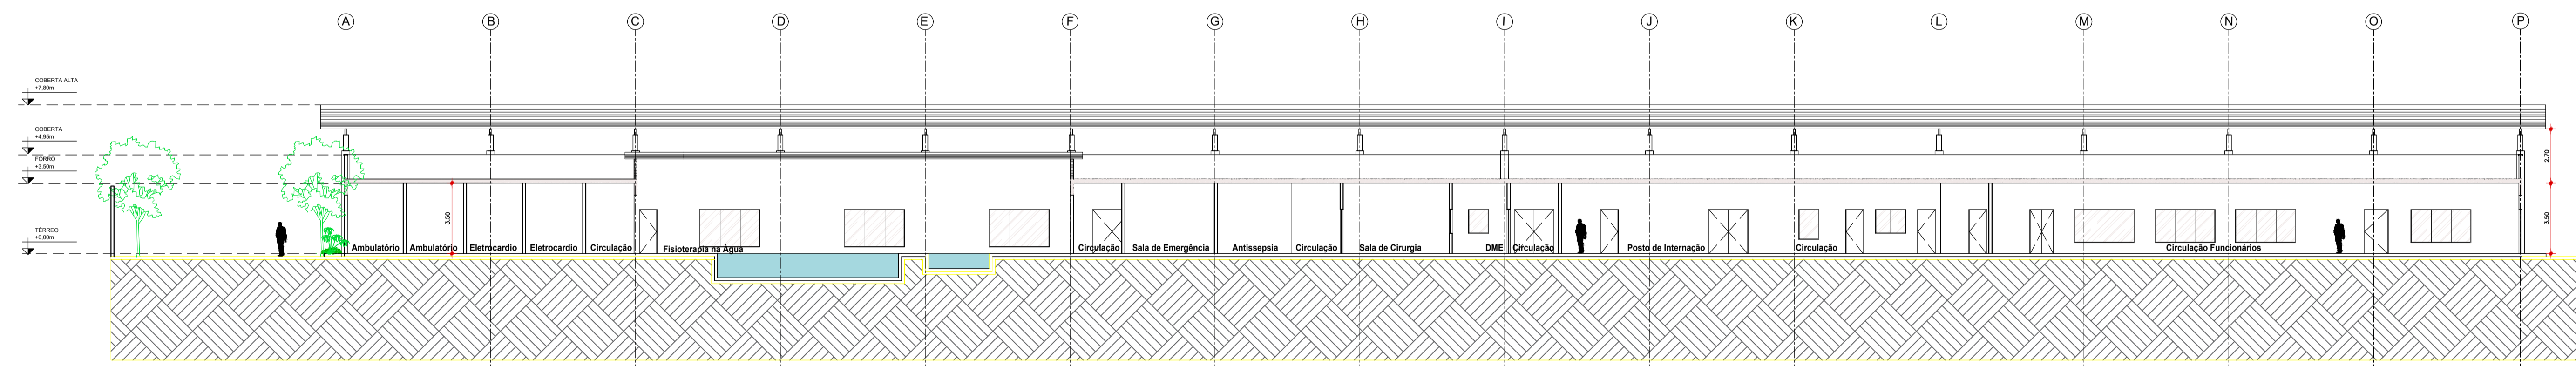 A B C D E F G H I J K L M N O P
COBERTA ALTA
+7,80m
COBERTA
+4,95m
FORRO
+3,50m
TÉRREO
+0,00m
2.70
3.50
3.50
Ambulatório Ambulatório Eletrocardio Eletrocardio Circulação Fisioterapia na Água Circulação Sala de Emergência Antissepsia Circulação Sala de Cirurgia DME Circulação Posto de Internação Circulação Circulação Funcionários